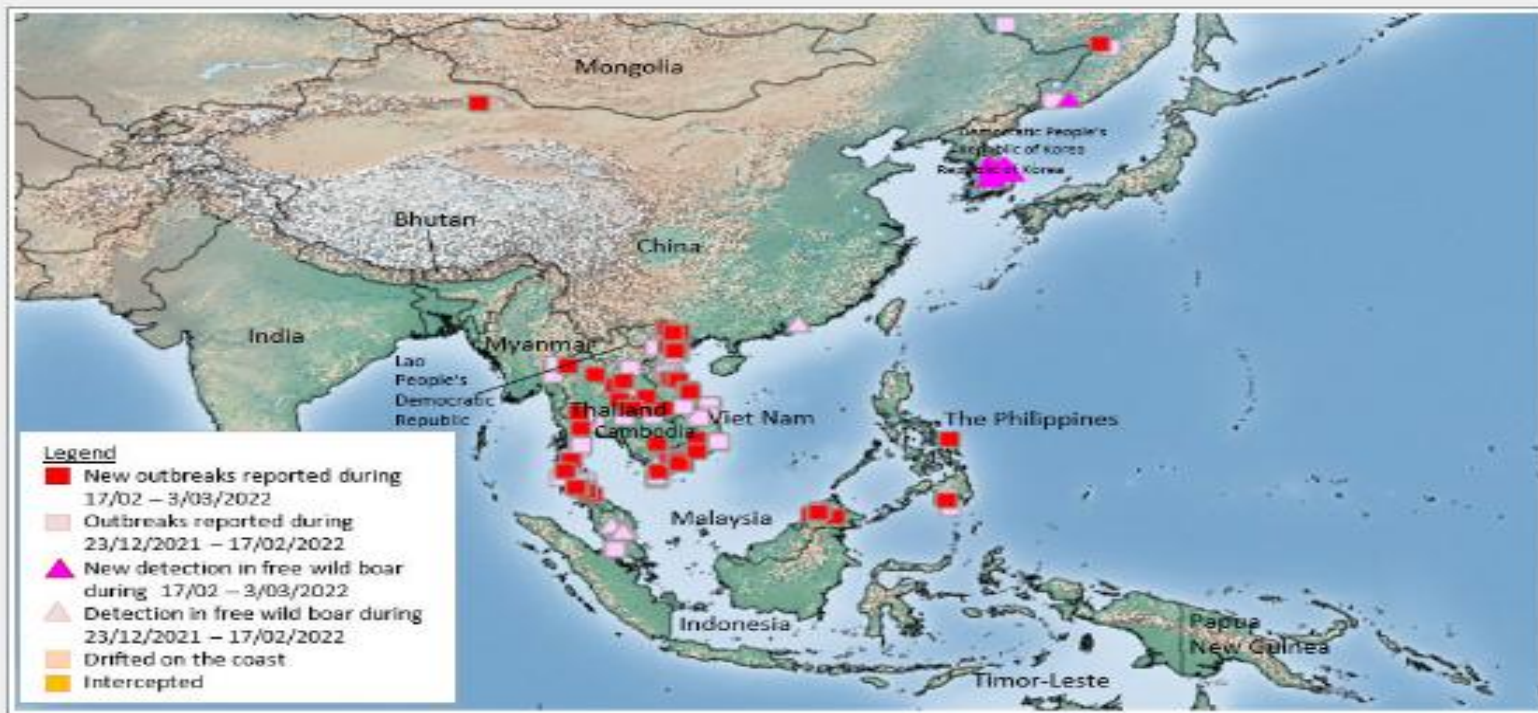 Mongolia
Democratic People's
Republic of Korea
Republic of Korea
Bhutan
China
India
Myanmar
Lao
People's
Democratic
Republic
Thailand
Cambodia
Viet Nam
The Philippines
Malaysia
Indonesia
Papua
New Guinea
Timor-Leste
Legend
New outbreaks reported during
17/02 – 3/03/2022
Outbreaks reported during
23/12/2021 – 17/02/2022
New detection in free wild boar
during 17/02 – 3/03/2022
Detection in free wild boar during
23/12/2021 – 17/02/2022
Drifted on the coast
Intercepted